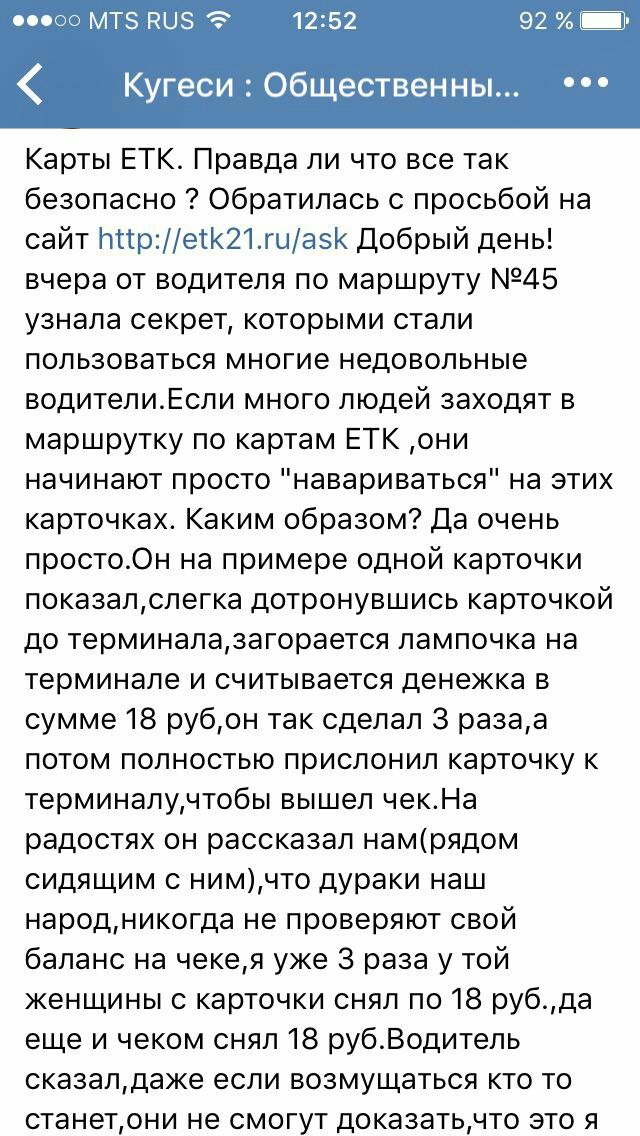 MTS RUS 12:52 92 %
Кугеси : Общественны...
Карты ЕТК. Правда ли что все так
безопасно ? Обратилась с просьбой на
сайт http://etk21.ru/ask Добрый день!
вчера от водителя по маршруту №45
узнала секрет, которыми стали
пользоваться многие недовольные
водители.Если много людей заходят в
маршрутку по картам ЕТК ,они
начинают просто "навариваться" на этих
карточках. Каким образом? Да очень
просто.Он на примере одной карточки
показал,слегка дотронувшись карточкой
до терминала,загорается лампочка на
терминале и считывается денежка в
сумме 18 руб,он так сделал 3 раза,а
потом полностью прислонил карточку к
терминалу,чтобы вышел чек.На
радостях он рассказал нам(рядом
сидящим с ним),что дураки наш
народ,никогда не проверяют свой
баланс на чеке,я уже 3 раза у той
женщины с карточки снял по 18 руб.,да
еще и чеком снял 18 руб.Водитель
сказал,даже если возмущаться кто то
станет,они не смогут доказать,что это я